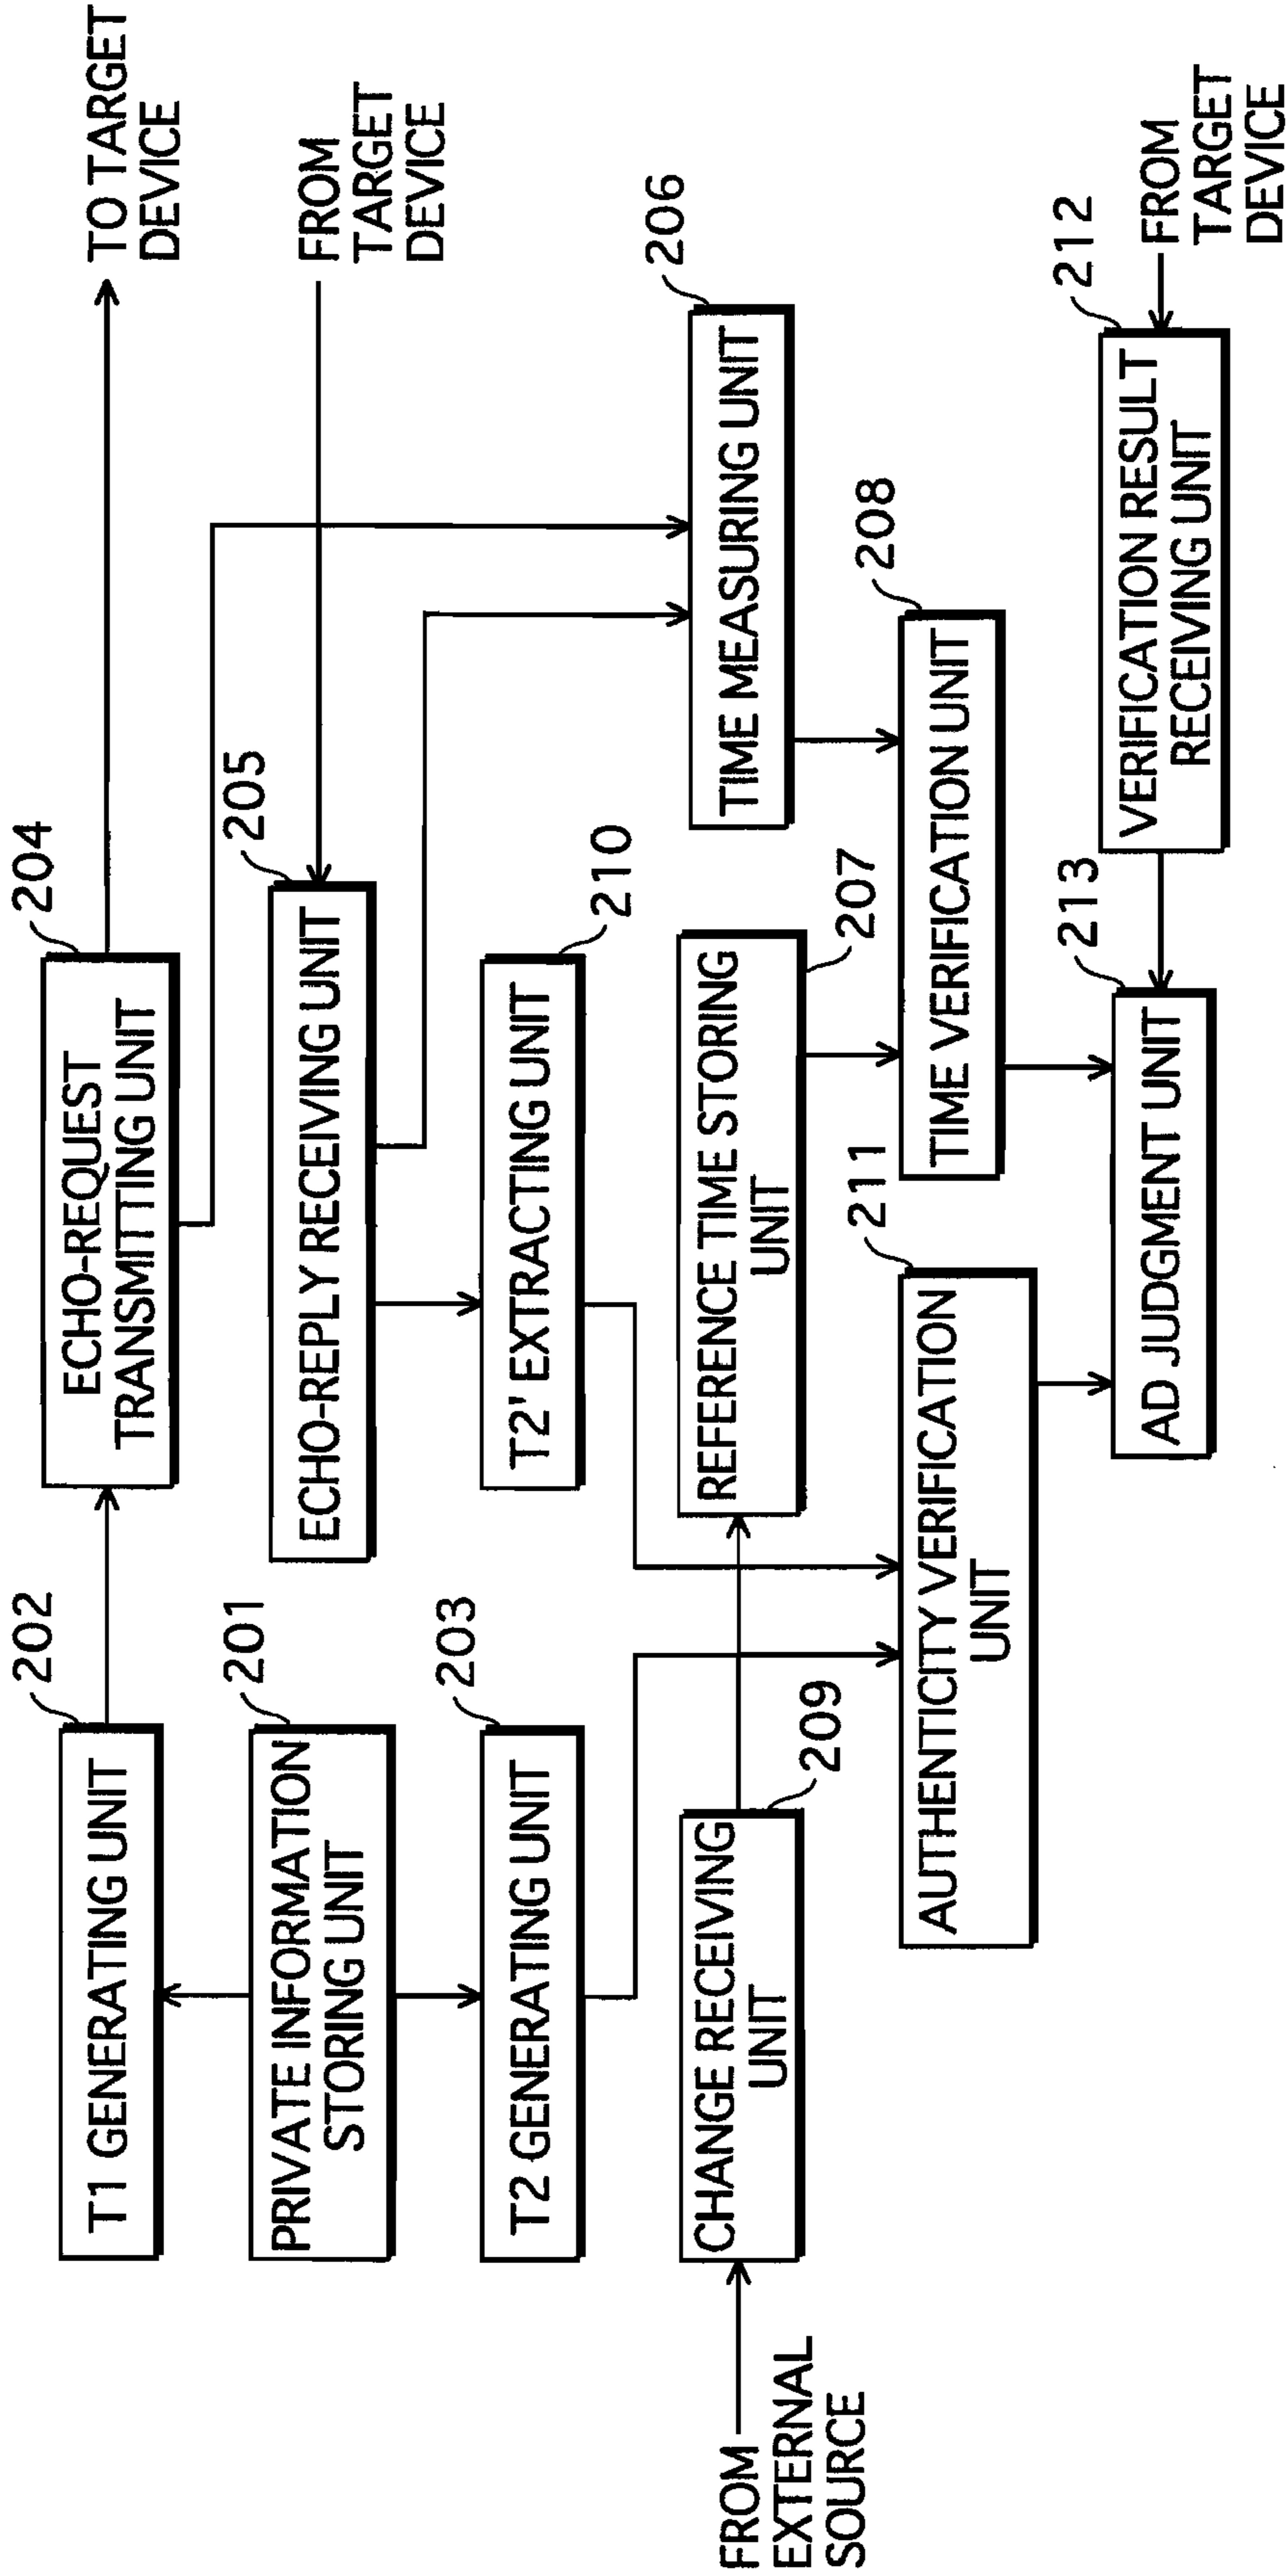 202
T1 GENERATING UNIT
204
ECHO-REQUEST
TRANSMITTING UNIT
TO TARGET
DEVICE
201
PRIVATE INFORMATION
STORING UNIT
205
ECHO-REPLY RECEIVING UNIT
FROM
TARGET
DEVICE
203
T2 GENERATING UNIT
210
T2' EXTRACTING UNIT
206
TIME MEASURING UNIT
FROM
EXTERNAL
SOURCE
209
CHANGE RECEIVING
UNIT
207
REFERENCE TIME STORING
UNIT
208
TIME VERIFICATION UNIT
211
AUTHENTICITY VERIFICATION
UNIT
213
AD JUDGMENT UNIT
212
VERIFICATION RESULT
RECEIVING UNIT
FROM
TARGET
DEVICE